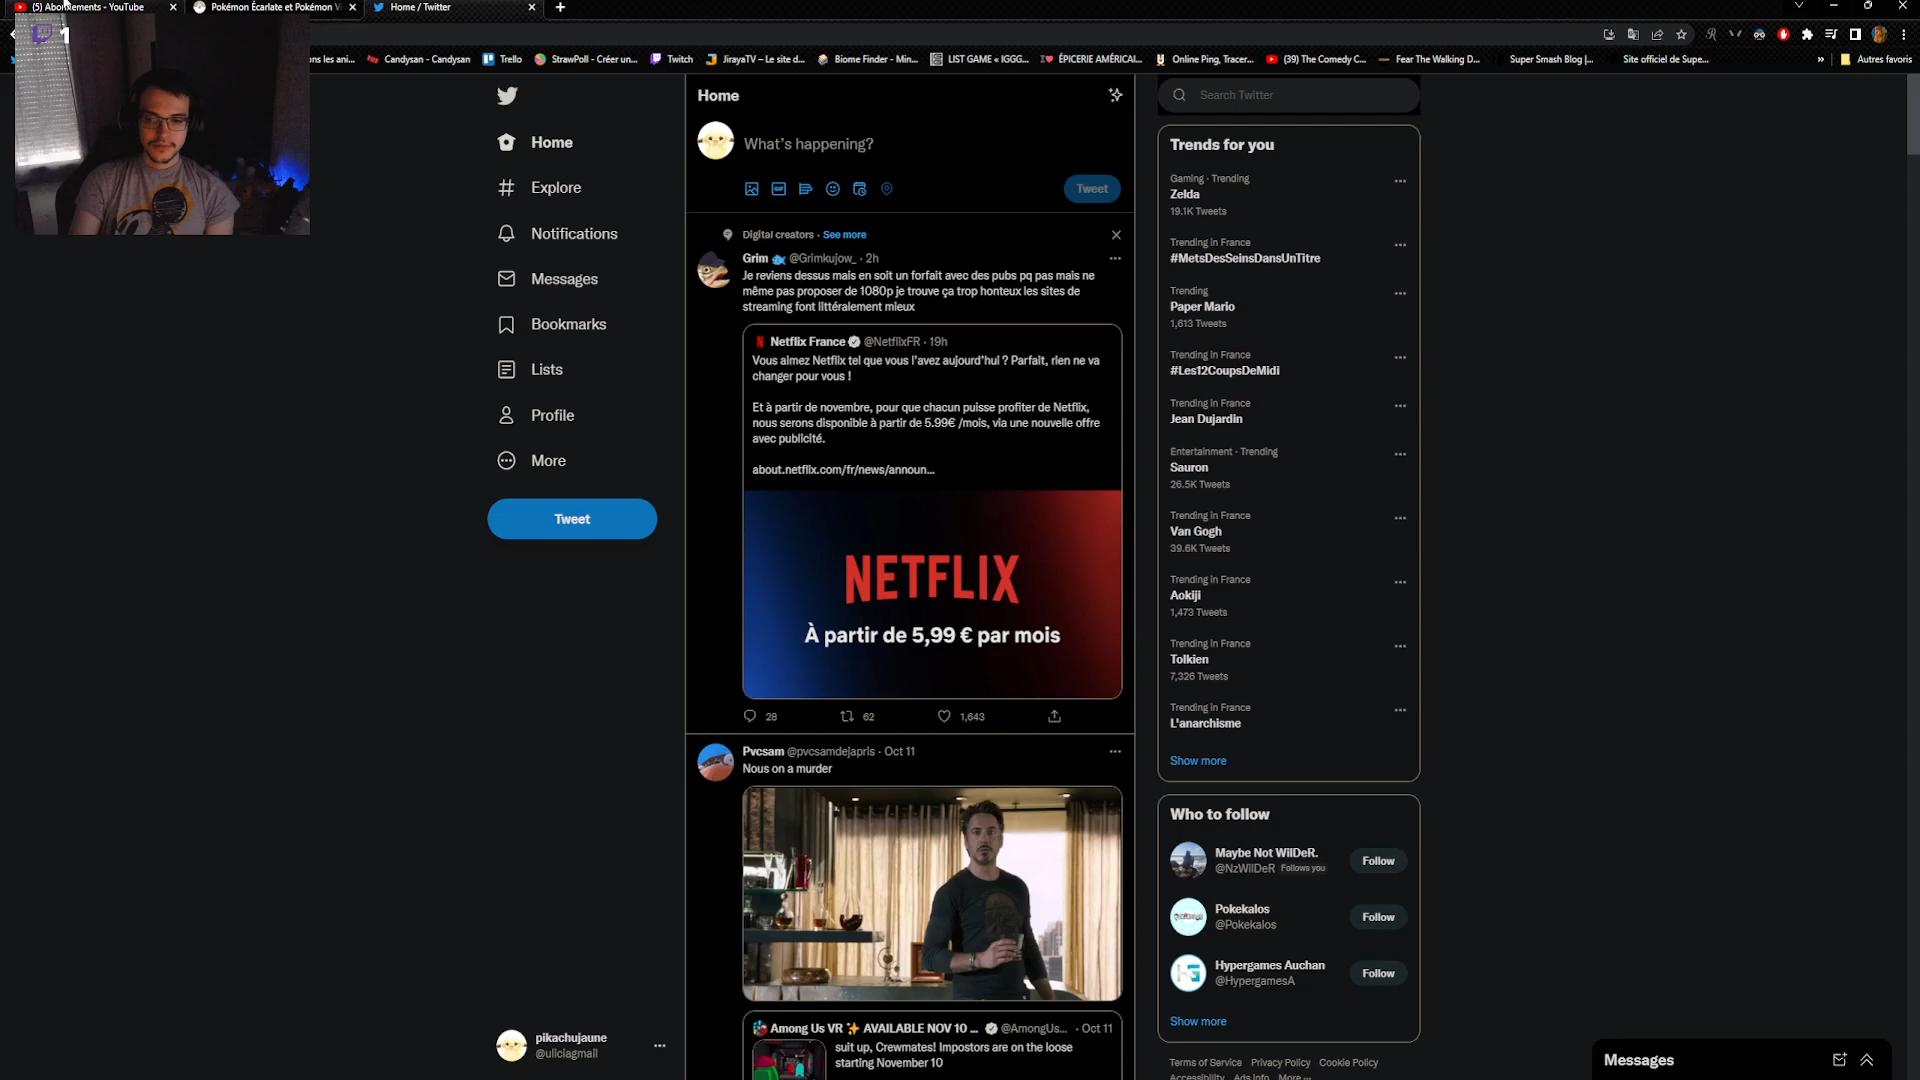 (5) Abonnements - YouTube
Pokémon Écarlate et Pokémon V
Home / Twitter
1
ons les ani...
Candysan - Candysan
Trello
StrawPoll - Créer un...
Twitch
JirayaTV – Le site d...
Biome Finder - Min...
LIST GAME « IGGG...
ÉPICERIE AMÉRICAI...
Online Ping, Tracer...
(39) The Comedy C...
Fear The Walking D...
Super Smash Blog |...
Site officiel de Supe...
»
Autres favoris
Home
Explore
Notifications
Messages
Bookmarks
Lists
Profile
More
Tweet
pikachujaune
Home
What's happening?
GIF
Tweet
Digital creators · See more
Grim @Grimkujow_ · 2h
Je reviens dessus mais en soit un forfait avec des pubs pq pas mais ne
même pas proposer de 1080p je trouve ça trop honteux les sites de
streaming font littéralement mieux
Netflix France @NetflixFR · 19h
Vous aimez Netflix tel que vous l'avez aujourd'hui ? Parfait, rien ne va
changer pour vous !
Et à partir de novembre, pour que chacun puisse profiter de Netflix,
nous serons disponible à partir de 5.99€ /mois, via une nouvelle offre
avec publicité.
about.netflix.com/fr/news/announ...
NETFLIX
À partir de 5,99 € par mois
28
62
1,643
Pvcsam @pvcsamdejapris · Oct 11
Nous on a murder
Among Us VR ✨ AVAILABLE NOV 10 ... @AmongUs... · Oct 11
suit up, Crewmates! Impostors are on the loose
starting November 10
Search Twitter
Trends for you
Gaming · Trending
Zelda
19.1K Tweets
Trending in France
#MetsDesSeinsDansUnTitre
Trending
Paper Mario
1,613 Tweets
Trending in France
#Les12CoupsDeMidi
Trending in France
Jean Dujardin
Entertainment · Trending
Sauron
26.5K Tweets
Trending in France
Van Gogh
39.6K Tweets
Trending in France
Aokiji
1,473 Tweets
Trending in France
Tolkien
7,326 Tweets
Trending in France
L'anarchisme
Show more
Who to follow
Maybe Not WilDeR.
@NzWilDeR Follows you
Follow
Pokekalos
@Pokekalos
Follow
Hypergames Auchan
@HypergamesA
Follow
Show more
Terms of Service Privacy Policy Cookie Policy
Accessibility Ads info More ...
Messages